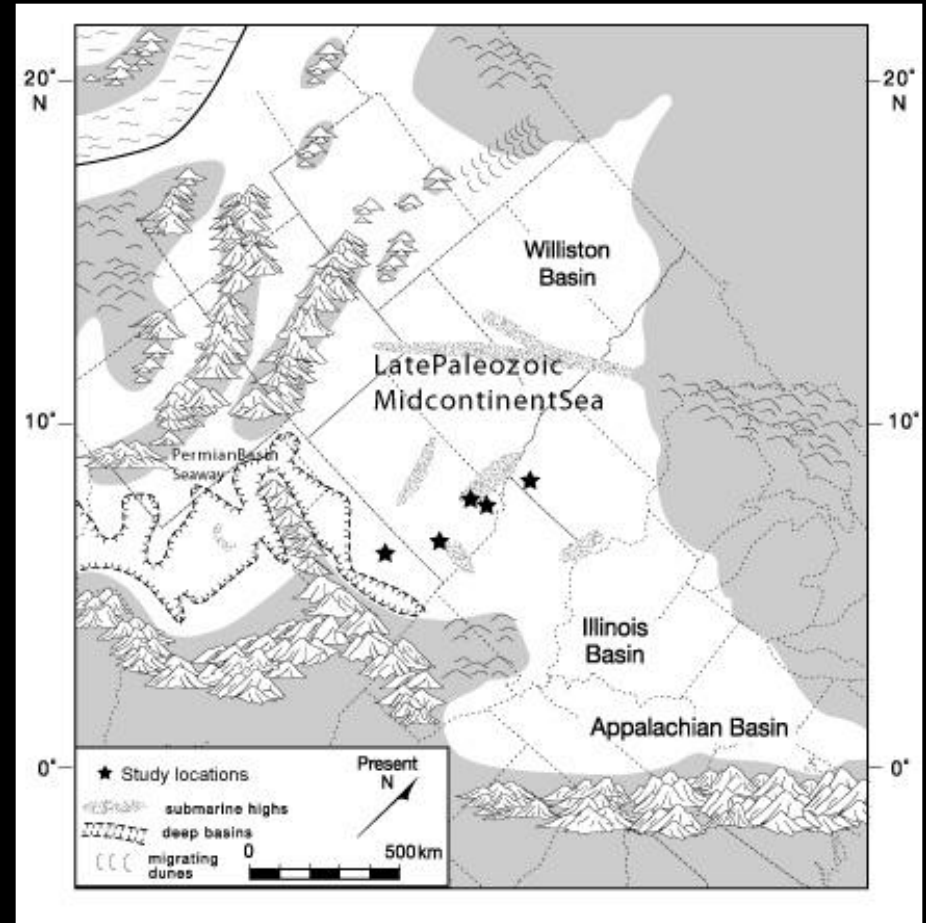 20°
N
20°
N
Williston
Basin
LatePaleozoic
MidcontinentSea
10°
10°
PermianBasin
Seaway
Illinois
Basin
Appalachian Basin
0°
0°
Study locations
submarine highs
deep basins
migrating
dunes
Present
N
0 500km